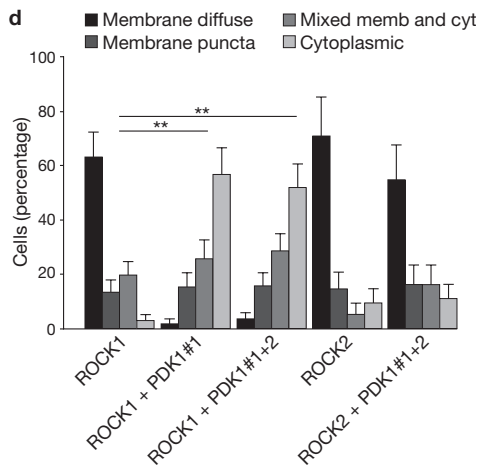 d
Membrane diffuse
Mixed memb and cyt
Membrane puncta
Cytoplasmic
100
80
60
40
20
0
Cells (percentage)
**
**
ROCK1
ROCK1 + PDK1#1
ROCK1 + PDK1#1+2
ROCK2
ROCK2 + PDK1#1+2